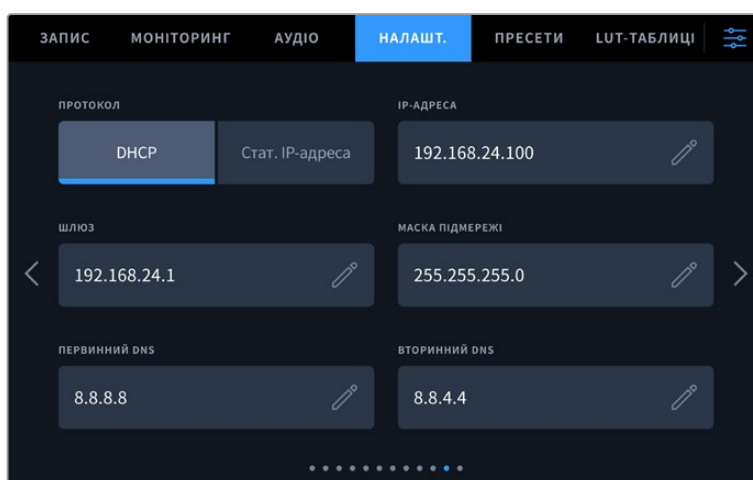 ЗАПИС МОНІТОРИНГ АУДІО НАЛАШТ. ПРЕСЕТИ LUT-ТАБЛИЦІ
ПРОТОКОЛ IP-АДРЕСА
DHCP Стат. IP-адреса 192.168.24.100
ШЛЮЗ МАСКА ПІДМЕРЕЖІ
192.168.24.1 255.255.255.0
ПЕРВИННИЙ DNS ВТОРИННИЙ DNS
8.8.8.8 8.8.4.4